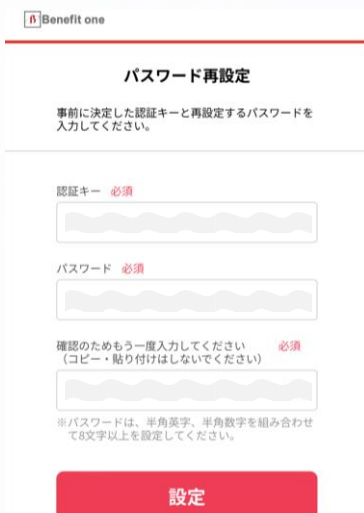 Benefit one
パスワード再設定
事前に決定した認証キーと再設定するパスワードを
入力してください。
認証キー 必須
パスワード 必須
確認のためもう一度入力してください 必須
（コピー・貼り付けはしないでください）
※パスワードは、半角英字、半角数字を組み合わせ
て8文字以上を設定してください。
設定